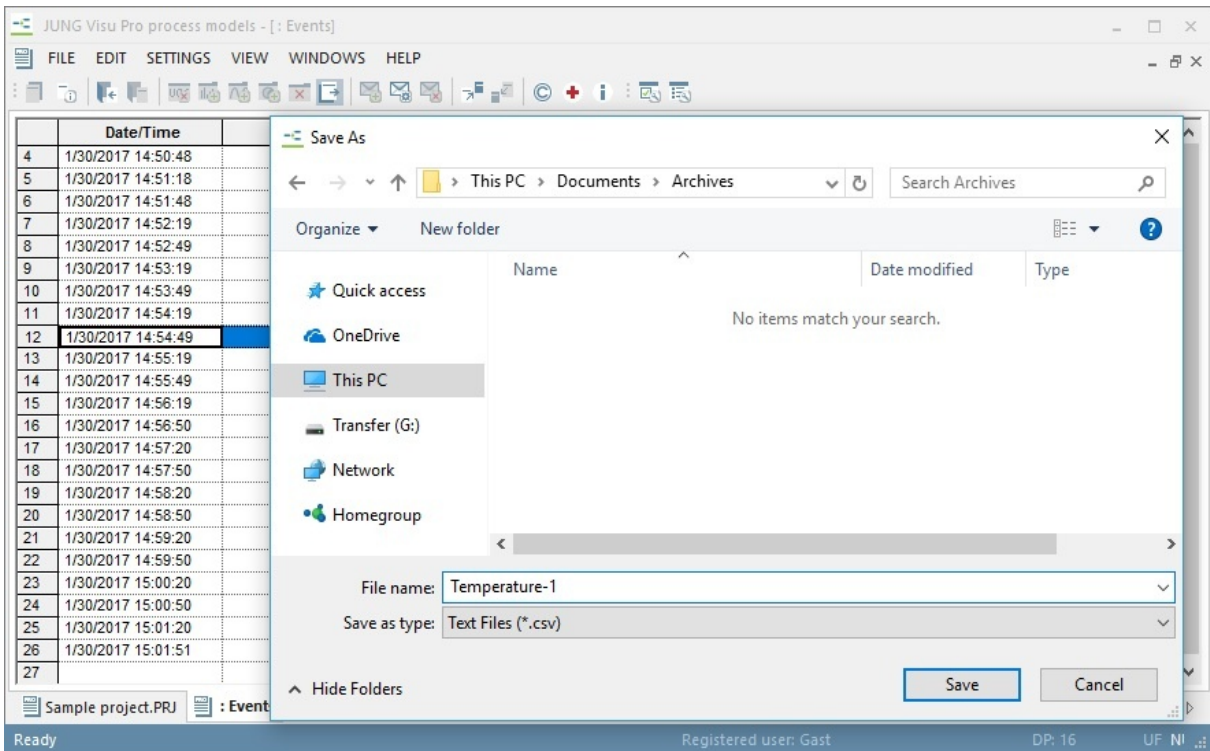 JUNG Visu Pro process models - [ : Events]
FILE EDIT SETTINGS VIEW WINDOWS HELP
Date/Time
4 1/30/2017 14:50:48
5 1/30/2017 14:51:18
6 1/30/2017 14:51:48
7 1/30/2017 14:52:19
8 1/30/2017 14:52:49
9 1/30/2017 14:53:19
10 1/30/2017 14:53:49
11 1/30/2017 14:54:19
12 1/30/2017 14:54:49
13 1/30/2017 14:55:19
14 1/30/2017 14:55:49
15 1/30/2017 14:56:19
16 1/30/2017 14:56:50
17 1/30/2017 14:57:20
18 1/30/2017 14:57:50
19 1/30/2017 14:58:20
20 1/30/2017 14:58:50
21 1/30/2017 14:59:20
22 1/30/2017 14:59:50
23 1/30/2017 15:00:20
24 1/30/2017 15:00:50
25 1/30/2017 15:01:20
26 1/30/2017 15:01:51
27
Save As
This PC > Documents > Archives
Search Archives
Organize New folder
Name Date modified Type
No items match your search.
Quick access
OneDrive
This PC
Transfer (G:)
Network
Homegroup
File name: Temperature-1
Save as type: Text Files (*.csv)
Hide Folders Save Cancel
Sample project.PRJ : Event
Ready Registered user: Gast DP: 16 UF